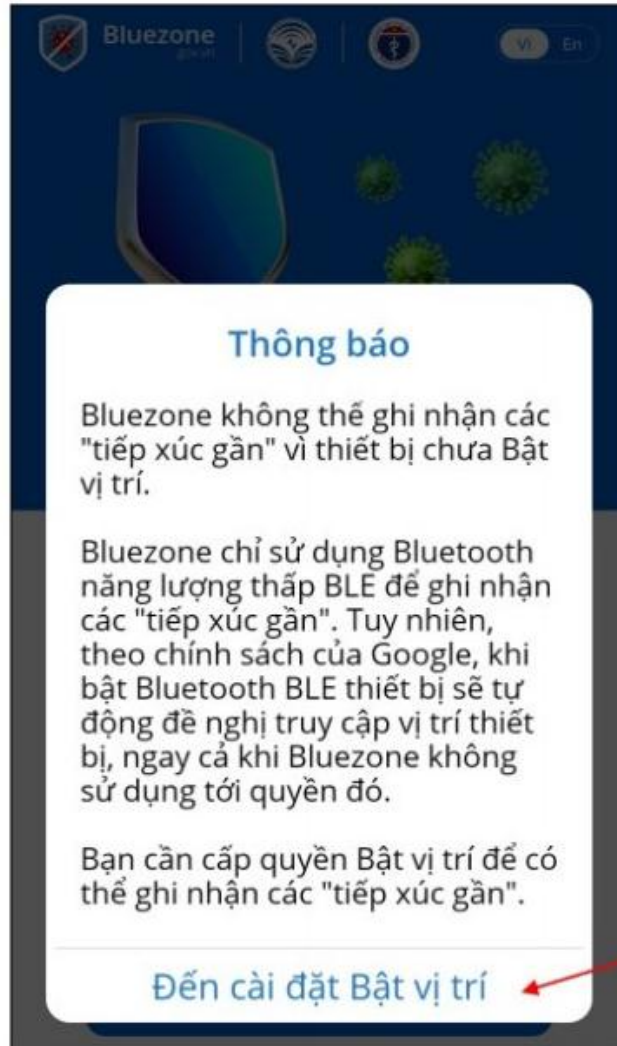 Bluezone
Vi En
Thông báo
Bluezone không thể ghi nhận các
"tiếp xúc gần" vì thiết bị chưa Bật
vị trí.
Bluezone chỉ sử dụng Bluetooth
năng lượng thấp BLE để ghi nhận
các "tiếp xúc gần". Tuy nhiên,
theo chính sách của Google, khi
bật Bluetooth BLE thiết bị sẽ tự
động đề nghị truy cập vị trí thiết
bị, ngay cả khi Bluezone không
sử dụng tới quyền đó.
Bạn cần cấp quyền Bật vị trí để có
thể ghi nhận các "tiếp xúc gần".
Đến cài đặt Bật vị trí